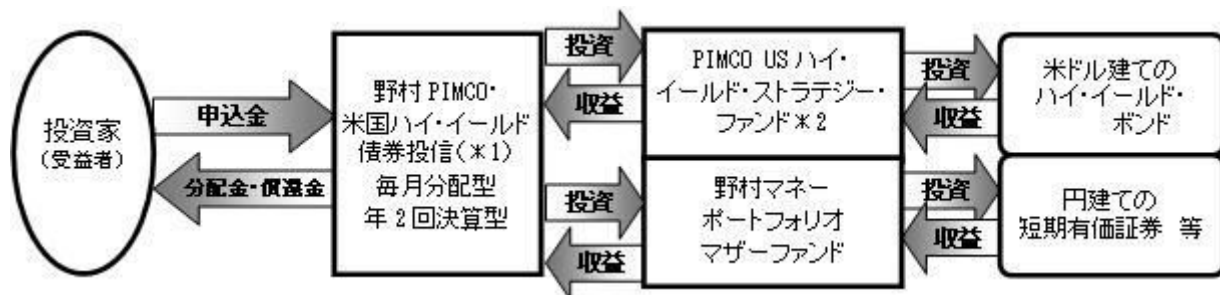 投資家
(受益者)
申込金
分配金・償還金
野村PIMCO・
米国ハイ・イールド
債券投信(*1)
毎月分配型
年2回決算型
投資
収益
投資
収益
PIMCO USハイ・
イールド・ストラテジー・
ファンド*2
野村マネー
ポートフォリオ
マザーファンド
投資
収益
投資
収益
米ドル建ての
ハイ・イールド・
ボンド
円建ての
短期有価証券 等